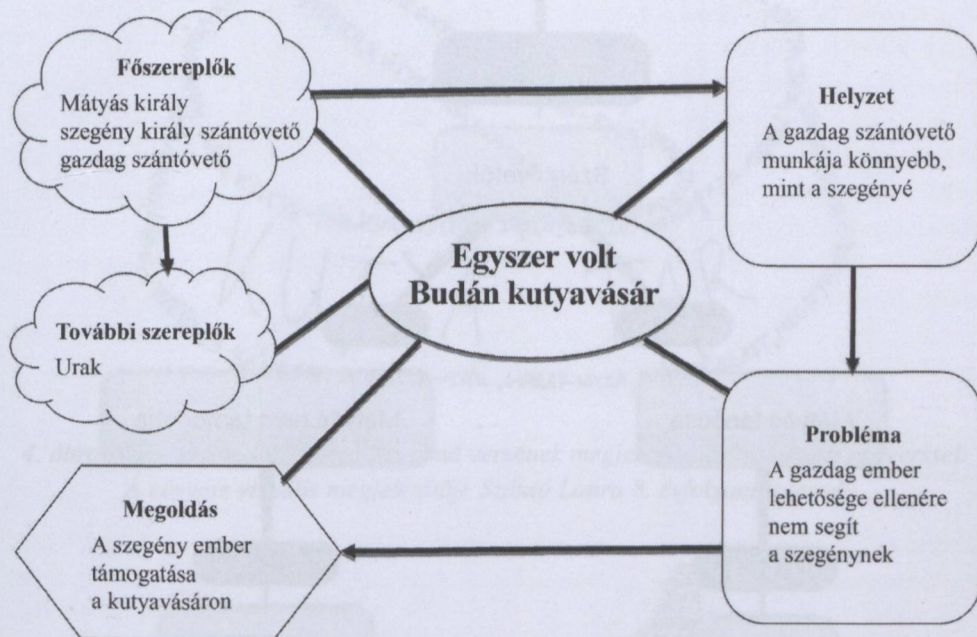 Főszereplők
Mátyás király
szegény király szántóvető
gazdag szántóvető
Helyzet
A gazdag szántóvető
munkája könnyebb,
mint a szegényé
Egyszer volt
Budán kutyavásár
További szereplők
Urak
Probléma
A gazdag ember
lehetősége ellenére
nem segít
a szegénynek
Megoldás
A szegény ember
támogatása
a kutyavásáron